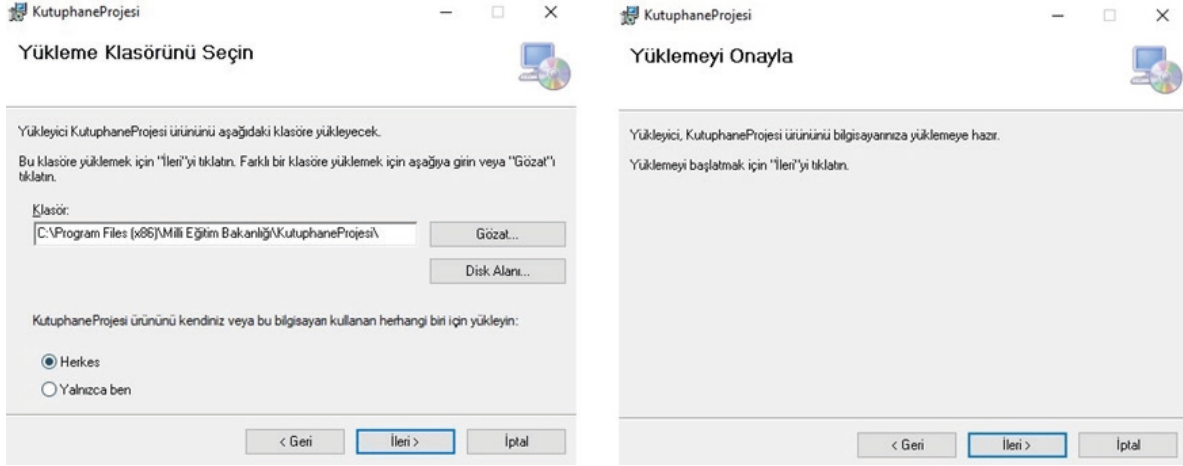 KutuphaneProjesi
Yükleme Klasörünü Seçin
Yükleyici KutuphaneProjesi ürününü aşağıdaki klasöre yükleyecek.
Bu klasöre yüklemek için "İleri"yi tıklatın. Farklı bir klasöre yüklemek için aşağıya girin veya "Gözat"ı
tıklatın.
Klasör:
C:\Program Files (x86)\Milli Eğitim Bakanlığı\KutuphaneProjesi\
Gözat...
Disk Alanı...
KutuphaneProjesi ürününü kendiniz veya bu bilgisayarı kullanan herhangi biri için yükleyin:
Herkes
Yalnızca ben
< Geri
İleri >
İptal
KutuphaneProjesi
Yüklemeyi Onayla
Yükleyici, KutuphaneProjesi ürününü bilgisayarınıza yüklemeye hazır.
Yüklemeyi başlatmak için "İleri"yi tıklatın.
< Geri
İleri >
İptal